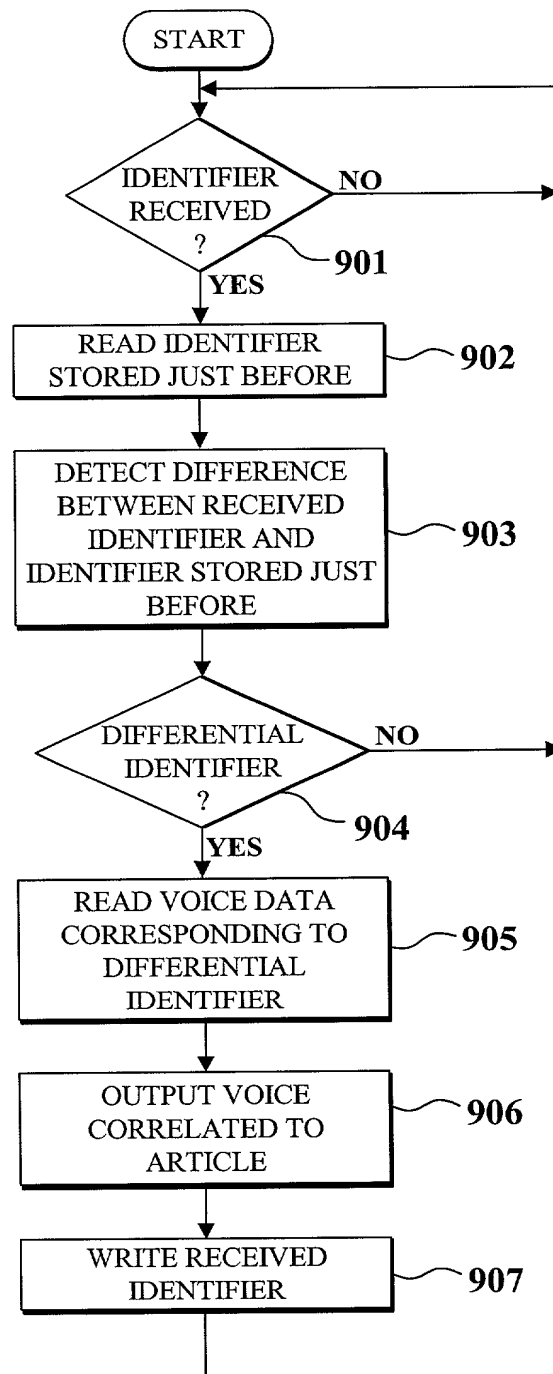 START
IDENTIFIER
RECEIVED
?
NO
901
YES
READ IDENTIFIER
STORED JUST BEFORE
902
DETECT DIFFERENCE
BETWEEN RECEIVED
IDENTIFIER AND
IDENTIFIER STORED JUST
BEFORE
903
DIFFERENTIAL
IDENTIFIER
?
NO
904
YES
READ VOICE DATA
CORRESPONDING TO
DIFFERENTIAL
IDENTIFIER
905
OUTPUT VOICE
CORRELATED TO
ARTICLE
906
WRITE RECEIVED
IDENTIFIER
907